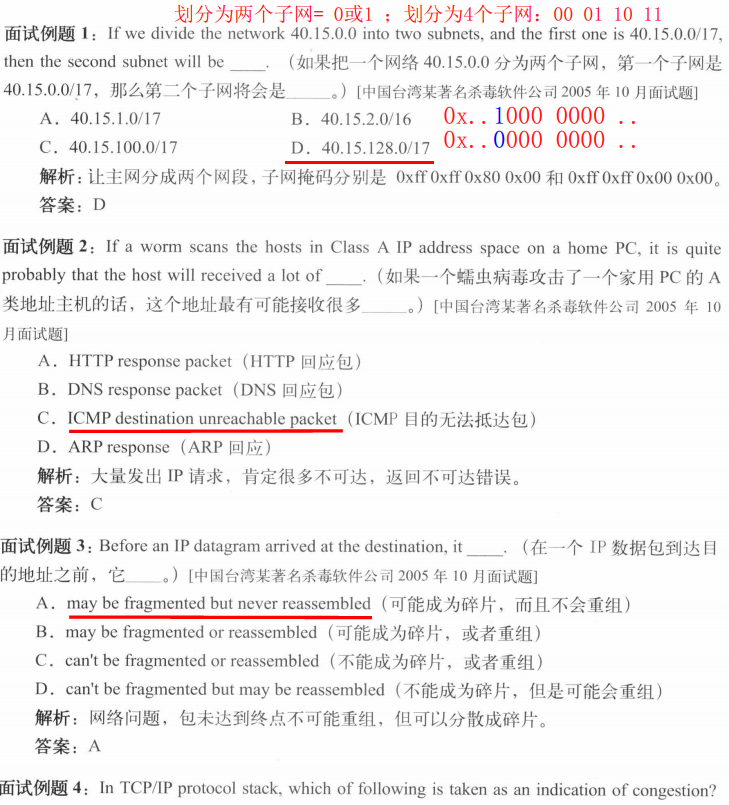 划分为两个子网= 0或1 ；划分为4个子网：00 01 10 11
面试例题 1：If we divide the network 40.15.0.0 into two subnets, and the first one is 40.15.0.0/17,
then the second subnet will be ____. （如果把一个网络 40.15.0.0 分为两个子网，第一个子网是
40.15.0.0/17，那么第二个子网将会是_____。）[中国台湾某著名杀毒软件公司 2005 年 10 月面试题]
A．40.15.1.0/17 B．40.15.2.0/16 0x..1000 0000 ..
C．40.15.100.0/17 D．40.15.128.0/17 0x..0000 0000 ..
解析：让主网分成两个网段，子网掩码分别是 0xff 0xff 0x80 0x00 和 0xff 0xff 0x00 0x00。
答案：D
面试例题 2：If a worm scans the hosts in Class A IP address space on a home PC, it is quite
probably that the host will received a lot of ____.（如果一个蠕虫病毒攻击了一个家用 PC 的 A
类地址主机的话，这个地址最有可能接收很多_____。）[中国台湾某著名杀毒软件公司 2005 年 10
月面试题]
A．HTTP response packet（HTTP 回应包）
B．DNS response packet（DNS 回应包）
C．ICMP destination unreachable packet（ICMP 目的无法抵达包）
D．ARP response（ARP 回应）
解析：大量发出 IP 请求，肯定很多不可达，返回不可达错误。
答案：C
面试例题 3：Before an IP datagram arrived at the destination, it ____. （在一个 IP 数据包到达目
的地址之前，它____。）[中国台湾某著名杀毒软件公司 2005 年 10 月面试题]
A．may be fragmented but never reassembled（可能成为碎片，而且不会重组）
B．may be fragmented or reassembled（可能成为碎片，或者重组）
C．can't be fragmented or reassembled（不能成为碎片，或者重组）
D．can't be fragmented but may be reassembled（不能成为碎片，但是可能会重组）
解析：网络问题，包未达到终点不可能重组，但可以分散成碎片。
答案：A
面试例题 4：In TCP/IP protocol stack, which of following is taken as an indication of congestion?